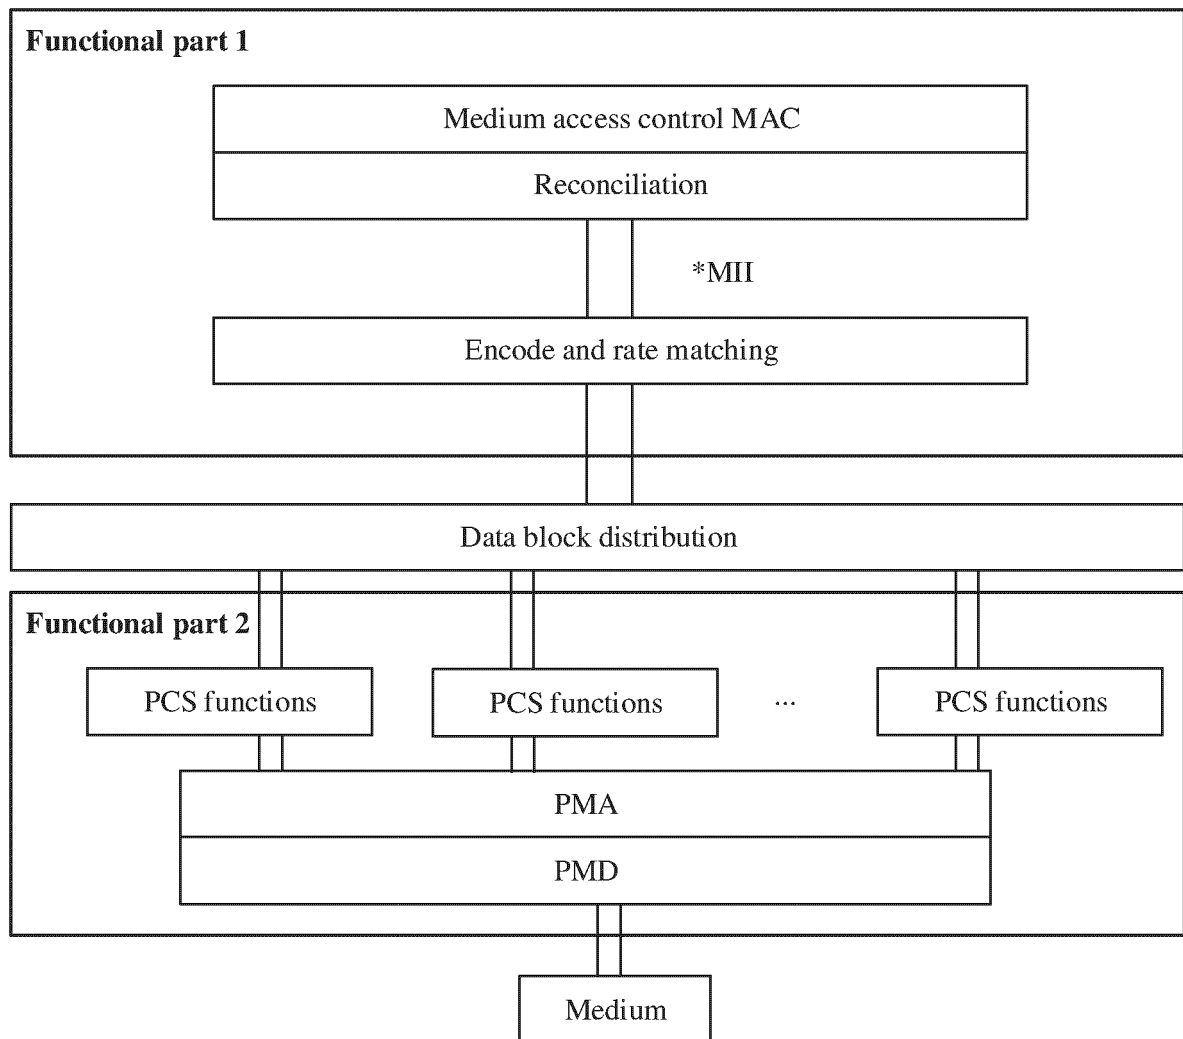 Functional part 1
Medium access control MAC
Reconciliation
*MII
Encode and rate matching
Data block distribution
Functional part 2
PCS functions
PCS functions
...
PCS functions
PMA
PMD
Medium